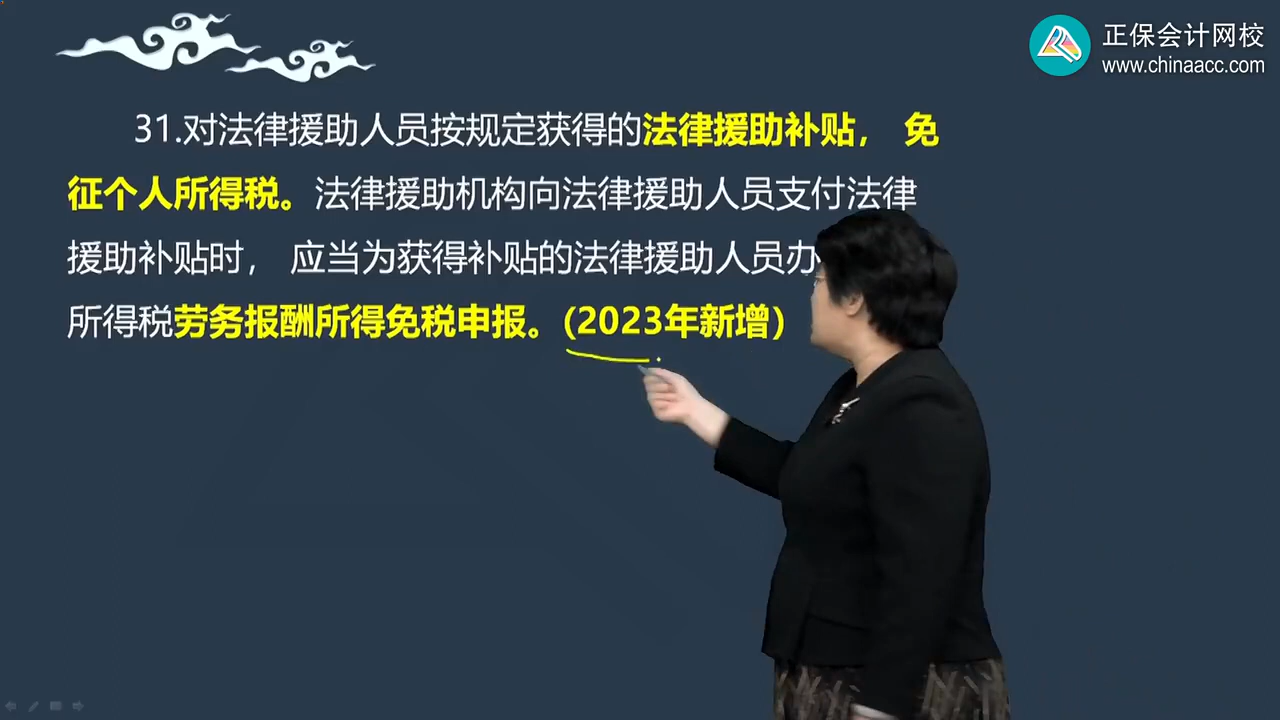 正保会计网校
www.chinaacc.com
31.对法律援助人员按规定获得的法律援助补贴， 免
征个人所得税。法律援助机构向法律援助人员支付法律
援助补贴时， 应当为获得补贴的法律援助人员办
所得税劳务报酬所得免税申报。(2023年新增)